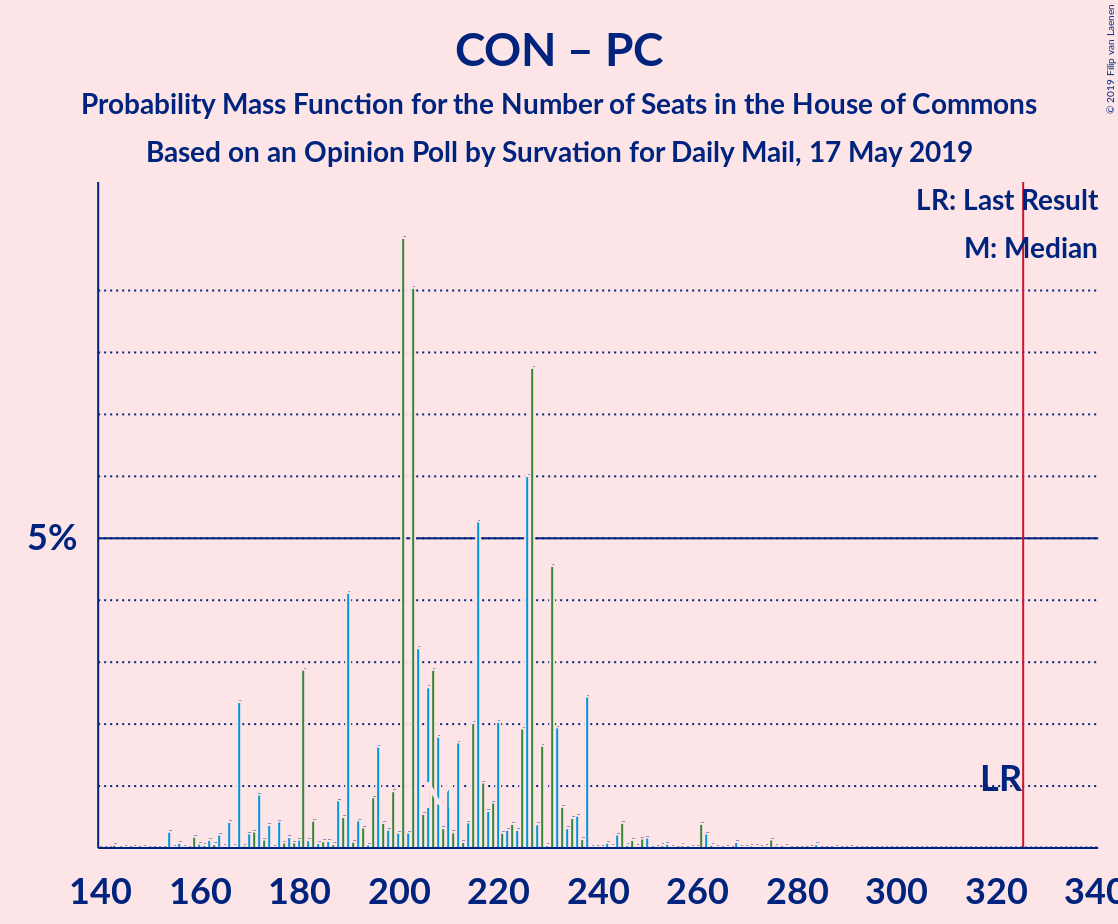 CON – PC
Probability Mass Function for the Number of Seats in the House of Commons
Based on an Opinion Poll by Survation for Daily Mail, 17 May 2019
© 2019 Filip van Laenen
LR: Last Result
M: Median
5%
LR
140 160 180 200 220 240 260 280 300 320 340